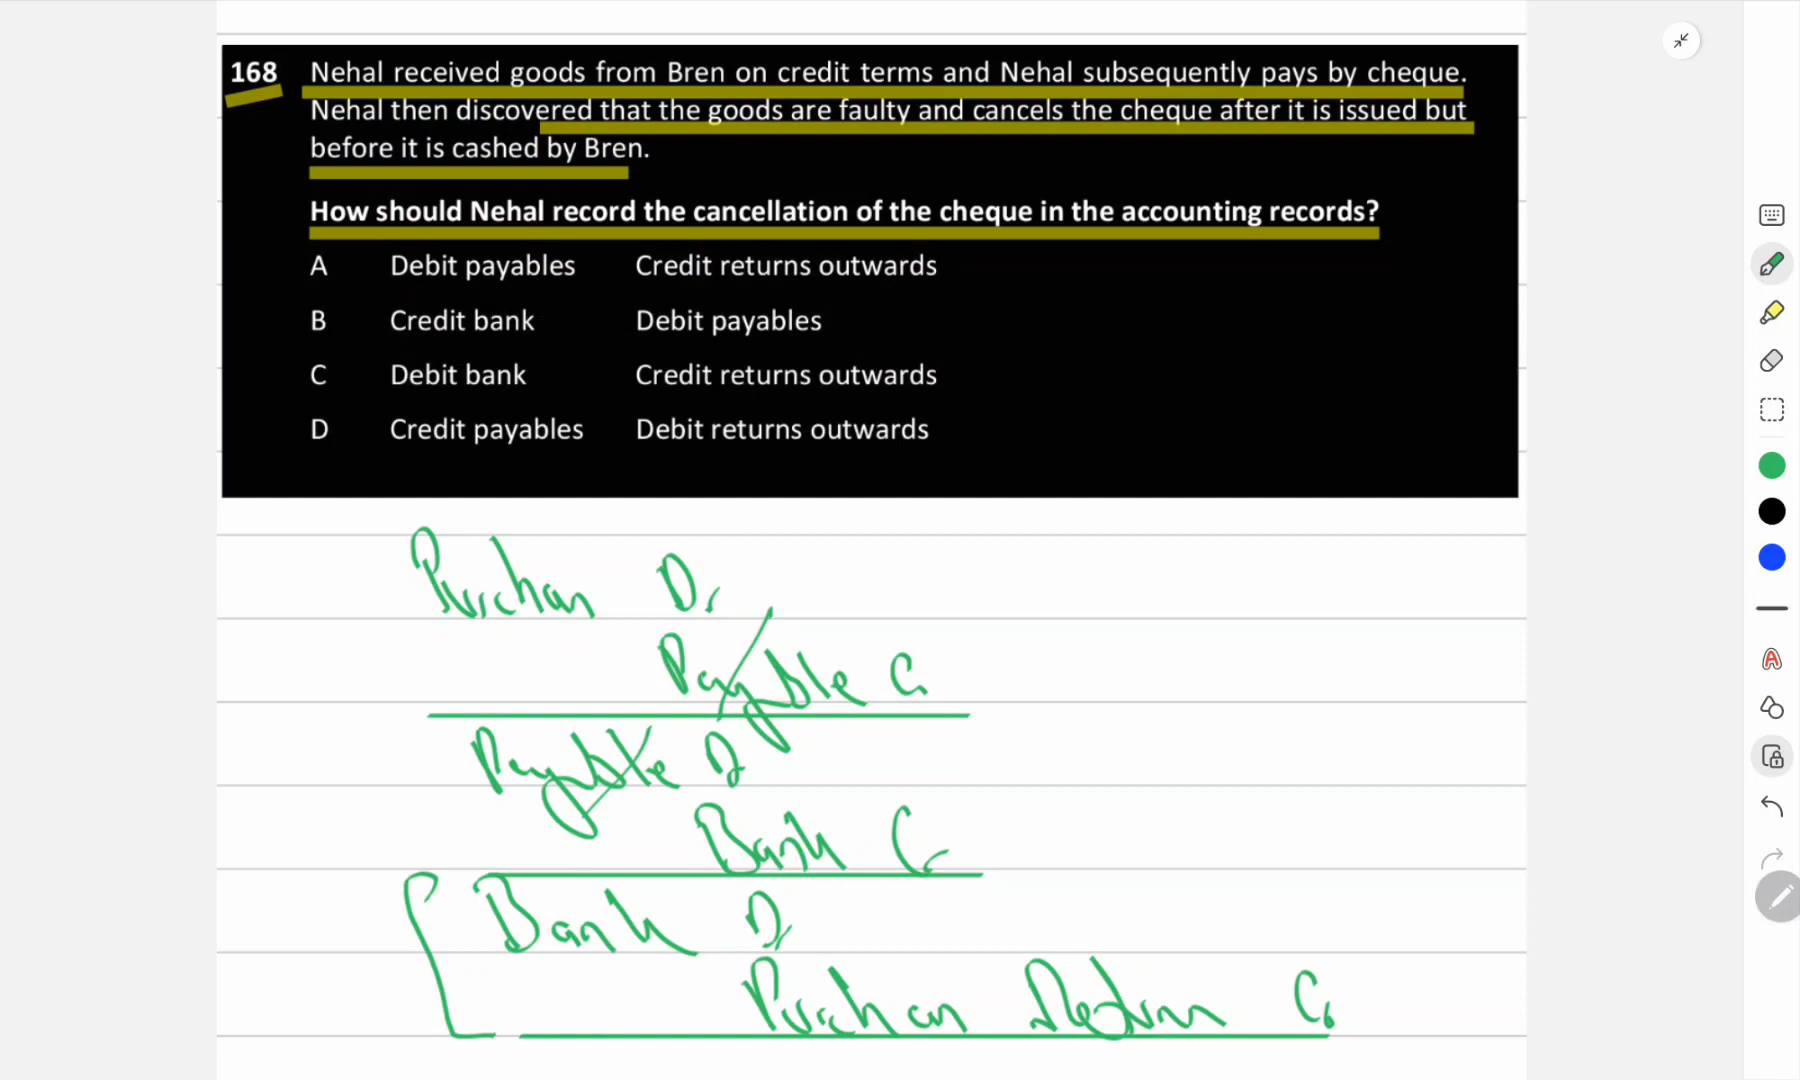 168 Nehal received goods from Bren on credit terms and Nehal subsequently pays by cheque.
Nehal then discovered that the goods are faulty and cancels the cheque after it is issued but
before it is cashed by Bren.
How should Nehal record the cancellation of the cheque in the accounting records?
A Debit payables Credit returns outwards
B Credit bank Debit payables
C Debit bank Credit returns outwards
D Credit payables Debit returns outwards
Purchan Dr
Payable Cr
Payable Dr
Bank Cr
Bank Dr
Purchan Return Cr